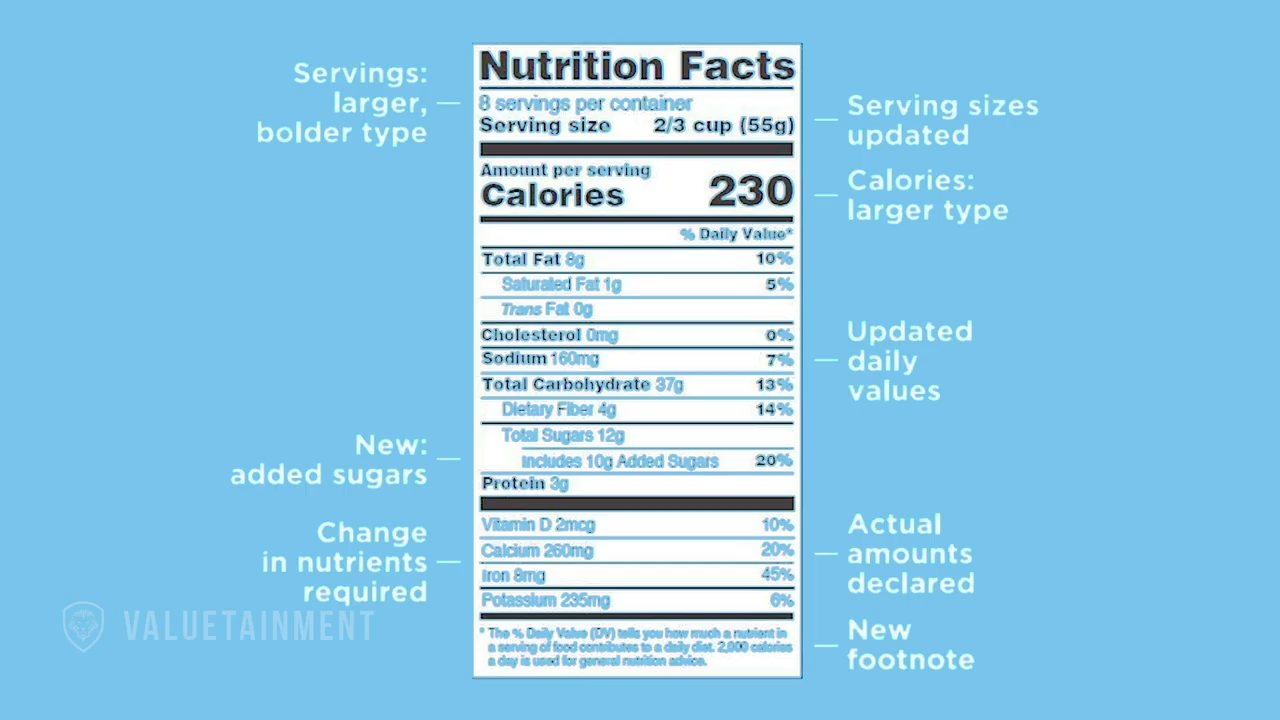 Servings:
larger,
bolder type
New:
added sugars
Change
in nutrients
required
VALUETAINMENT
Nutrition Facts
8 servings per container
Serving size 2/3 cup (55g)
Amount per serving
Calories 230
% Daily Value*
Total Fat 8g 10%
Saturated Fat 1g 5%
Trans Fat 0g
Cholesterol 0mg 0%
Sodium 160mg 7%
Total Carbohydrate 37g 13%
Dietary Fiber 4g 14%
Total Sugars 12g
Includes 10g Added Sugars 20%
Protein 3g
Vitamin D 2mcg 10%
Calcium 260mg 20%
Iron 8mg 45%
Potassium 235mg 6%
* The % Daily Value (DV) tells you how much a nutrient in
a serving of food contributes to a daily diet. 2,000 calories
a day is used for general nutrition advice.
Serving sizes
updated
Calories:
larger type
Updated
daily
values
Actual
amounts
declared
New
footnote